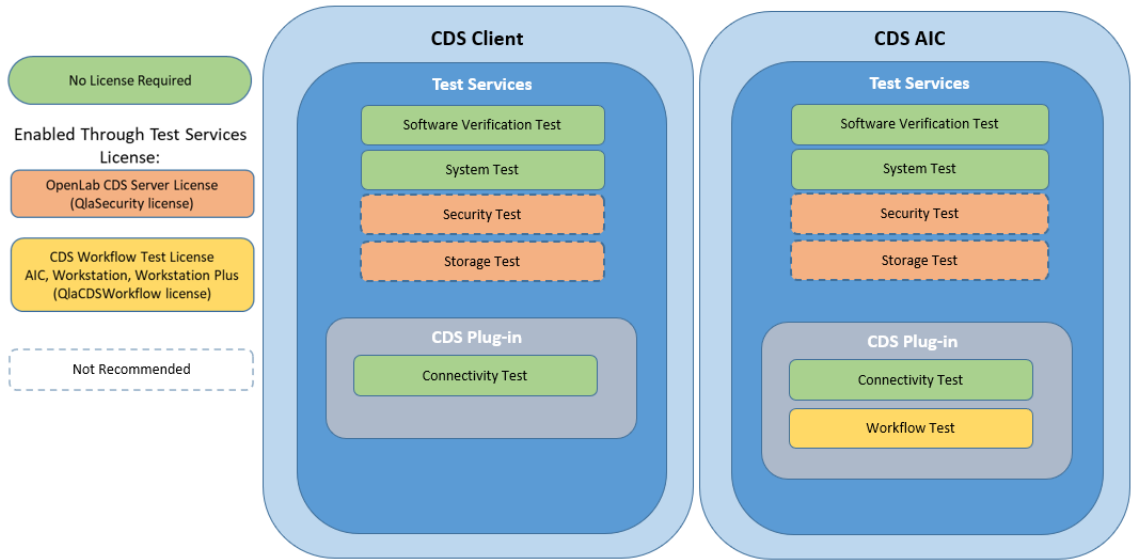 No License Required
Enabled Through Test Services
License:
OpenLab CDS Server License
(QlaSecurity license)
CDS Workflow Test License
AIC, Workstation, Workstation Plus
(QlaCDSWorkflow license)
Not Recommended
CDS Client
Test Services
Software Verification Test
System Test
Security Test
Storage Test
CDS Plug-in
Connectivity Test
CDS AIC
Test Services
Software Verification Test
System Test
Security Test
Storage Test
CDS Plug-in
Connectivity Test
Workflow Test